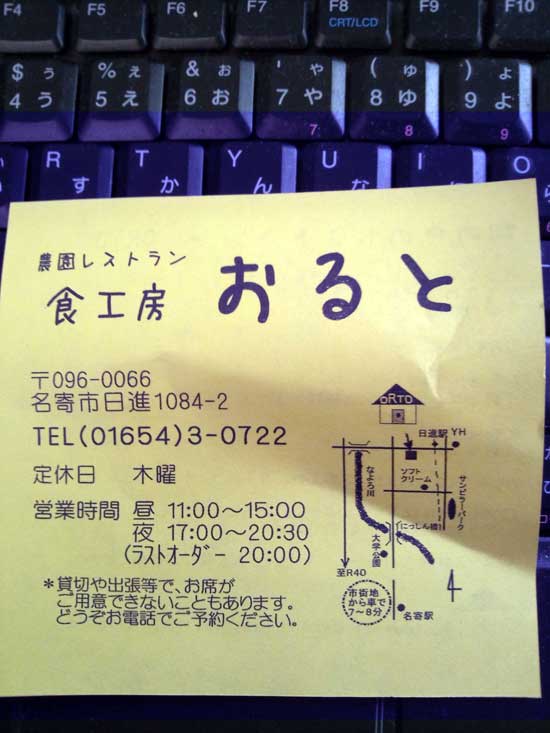 F4 F5 F6 F7 F8 F9 F10
CRT/LCD
$ ぅ % ぇ & ぉ ' ゃ ( ゅ ) ょ
4 う 5 え 6 お 7 や 8 ゆ 9 よ
7 8 9
R T Y U I O
す か ん な に
農園レストラン
食工房 おると
〒096-0066
名寄市日進1084-2
TEL(01654)3-0722
定休日 木曜
営業時間 昼 11:00～15:00
夜 17:00～20:30
(ラストオーダー 20:00)
*貸切や出張等で、お席が
ご用意できないこともあります。
どうぞお電話でご予約ください。
ORTO
日進駅 YH
なよろ川
ソフト
クリーム
サンピラーパーク
(にっしん橋)
大学
公園
至R40
市街地
から車で
7～8分
名寄駅
4